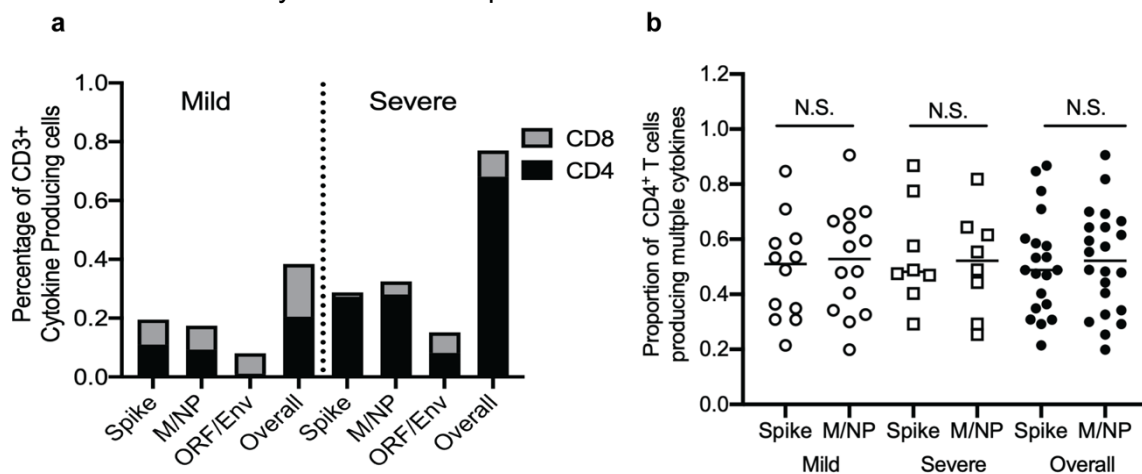 a
b
1.0
0.8
0.6
0.4
0.2
0.0
Percentage of CD3+
Cytokine Producing cells
Mild
Severe
CD8
CD4
Spike
M/NP
ORF/Env
Overall
Spike
M/NP
ORF/Env
Overall
1.2
1.0
0.8
0.6
0.4
0.2
0.0
Proportion of CD4⁺ T cells
producing multple cytokines
N.S.
N.S.
N.S.
Spike M/NP Spike M/NP Spike M/NP
Mild Severe Overall